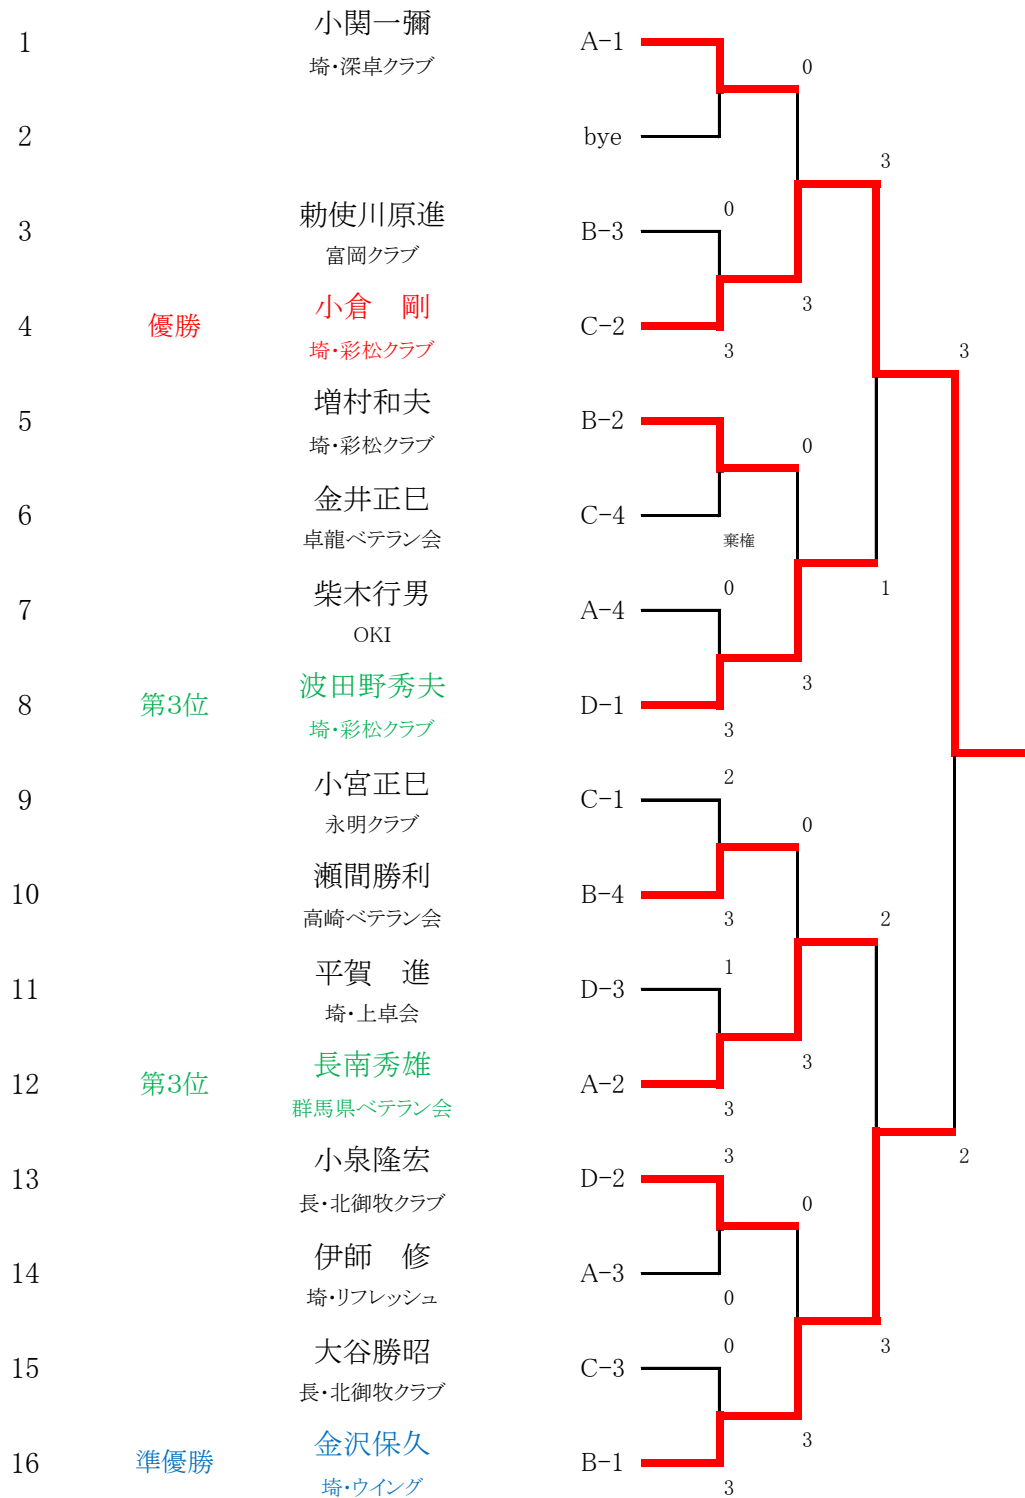 1 小関一彌 A-1
埼・深卓クラブ 0
2 bye
3
3 勅使川原進 B-3 0
富岡クラブ
4 優勝 小倉　剛 C-2 3
埼・彩松クラブ 3 3
5 増村和夫 B-2
埼・彩松クラブ 0
6 金井正巳 C-4
卓龍ベテラン会 棄権
7 柴木行男 A-4 0 1
OKI
8 第3位 波田野秀夫 D-1 3
埼・彩松クラブ 3
9 小宮正巳 C-1 2
永明クラブ 0
10 瀬間勝利 B-4
高崎ベテラン会 3 2
11 平賀　進 D-3 1
埼・上卓会
12 第3位 長南秀雄 A-2 3
群馬県ベテラン会 3
13 小泉隆宏 D-2 3 2
長・北御牧クラブ 0
14 伊師　修 A-3
埼・リフレッシュ 0
15 大谷勝昭 C-3 0 3
長・北御牧クラブ
16 準優勝 金沢保久 B-1 3
埼・ウイング 3